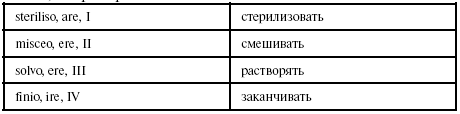 steriliso, are, I стерилизовать
misceo, ere, II смешивать
solvo, ere, III растворять
finio, ire, IV заканчивать